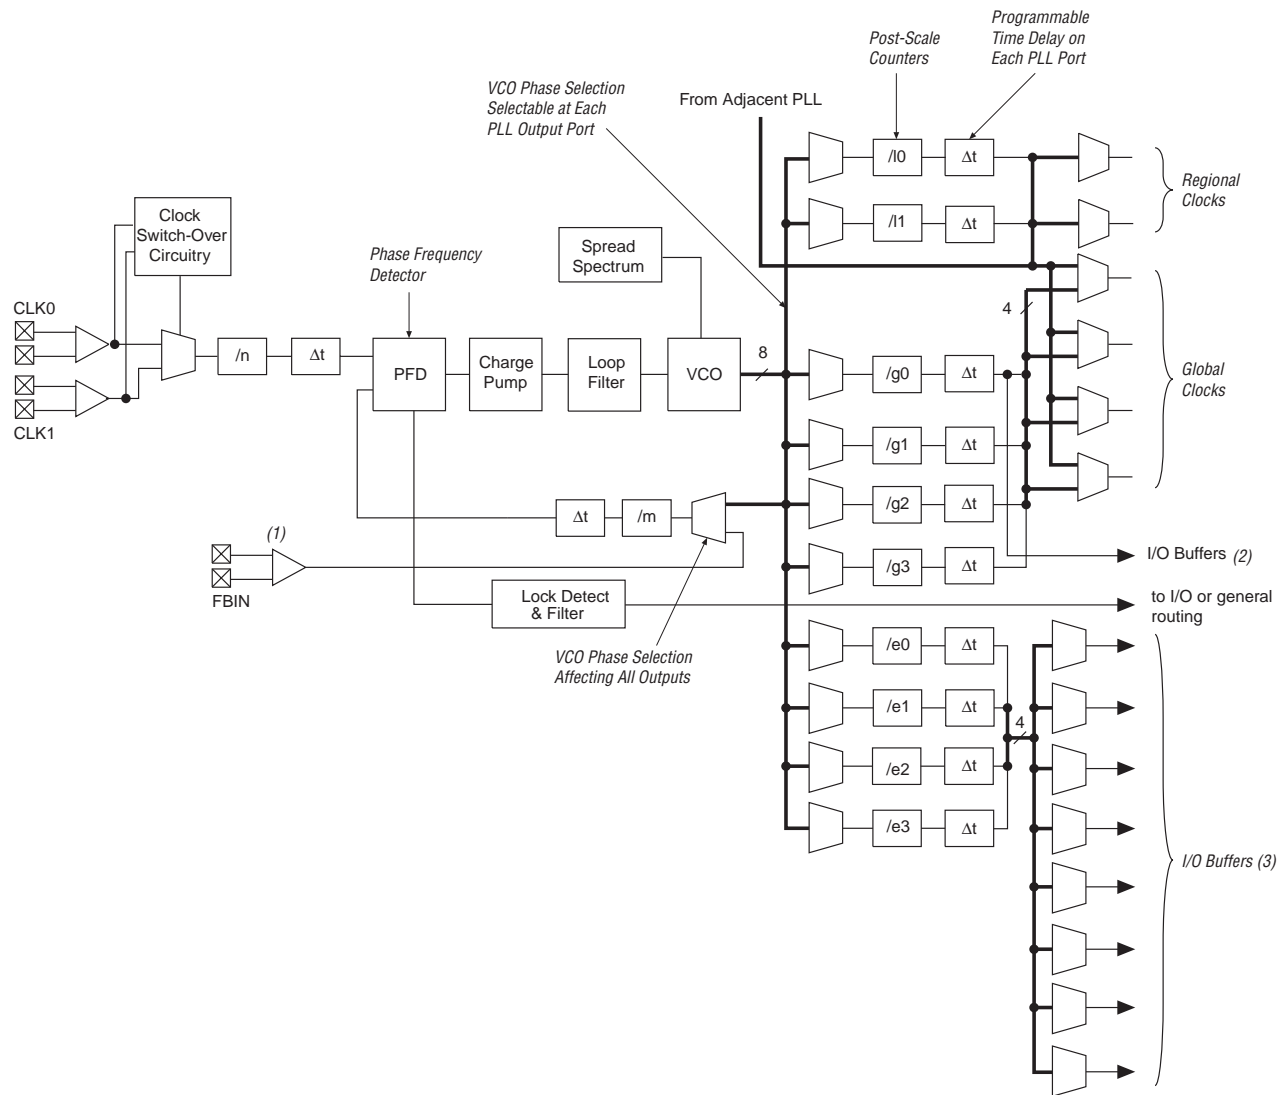 Programmable
Time Delay on
Each PLL Port
Post-Scale
Counters
VCO Phase Selection
Selectable at Each
PLL Output Port
From Adjacent PLL
/l0
Δt
Regional
Clocks
/l1
Δt
Clock
Switch-Over
Circuitry
Spread
Spectrum
Phase Frequency
Detector
CLK0
CLK1
/n
Δt
PFD
Charge
Pump
Loop
Filter
VCO
8
4
/g0
Δt
Global
Clocks
/g1
Δt
/g2
Δt
/g3
Δt
Δt
/m
(1)
FBIN
I/O Buffers (2)
Lock Detect
& Filter
to I/O or general
routing
VCO Phase Selection
Affecting All Outputs
/e0
Δt
/e1
Δt
4
/e2
Δt
/e3
Δt
I/O Buffers (3)